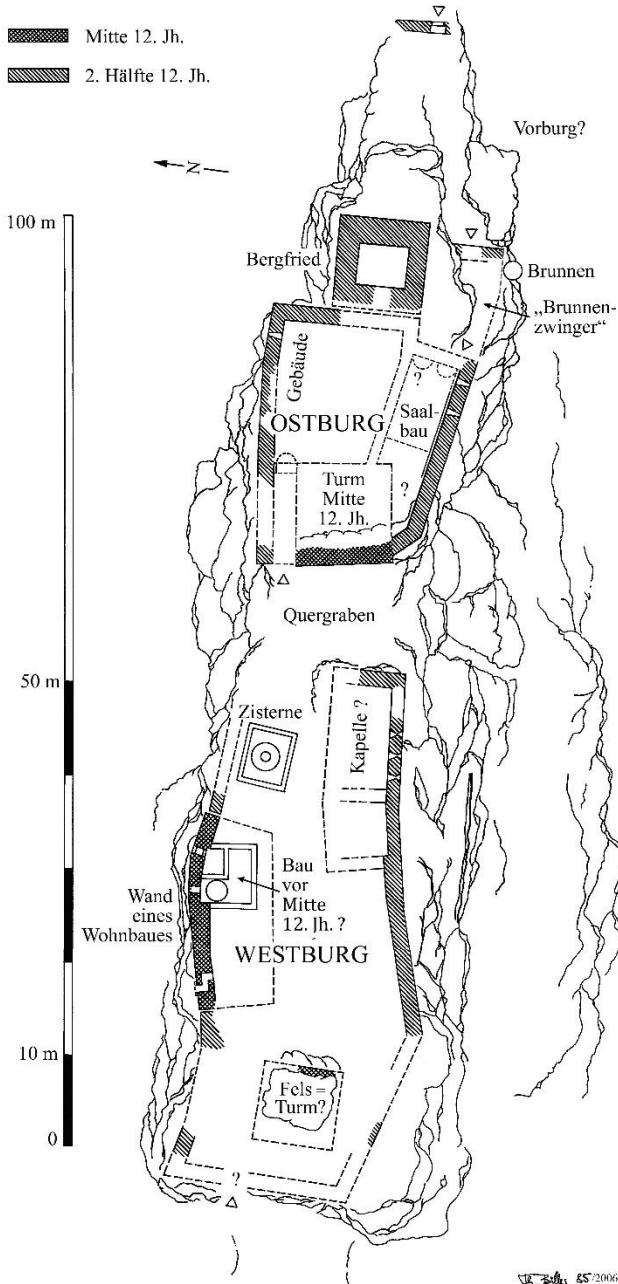 Mitte 12. Jh.
2. Hälfte 12. Jh.
N
Vorburg?
100 m
Bergfried
Brunnen
„Brunnen-
zwinger“
Gebäude
?
Saal-
bau
OSTBURG
Turm
Mitte
12. Jh.
?
Quergraben
50 m
Zisterne
Kapelle ?
Bau
vor
Mitte
12. Jh. ?
Wand
eines
Wohnbaues
WESTBURG
10 m
Fels =
Turm?
0
?
85/2006